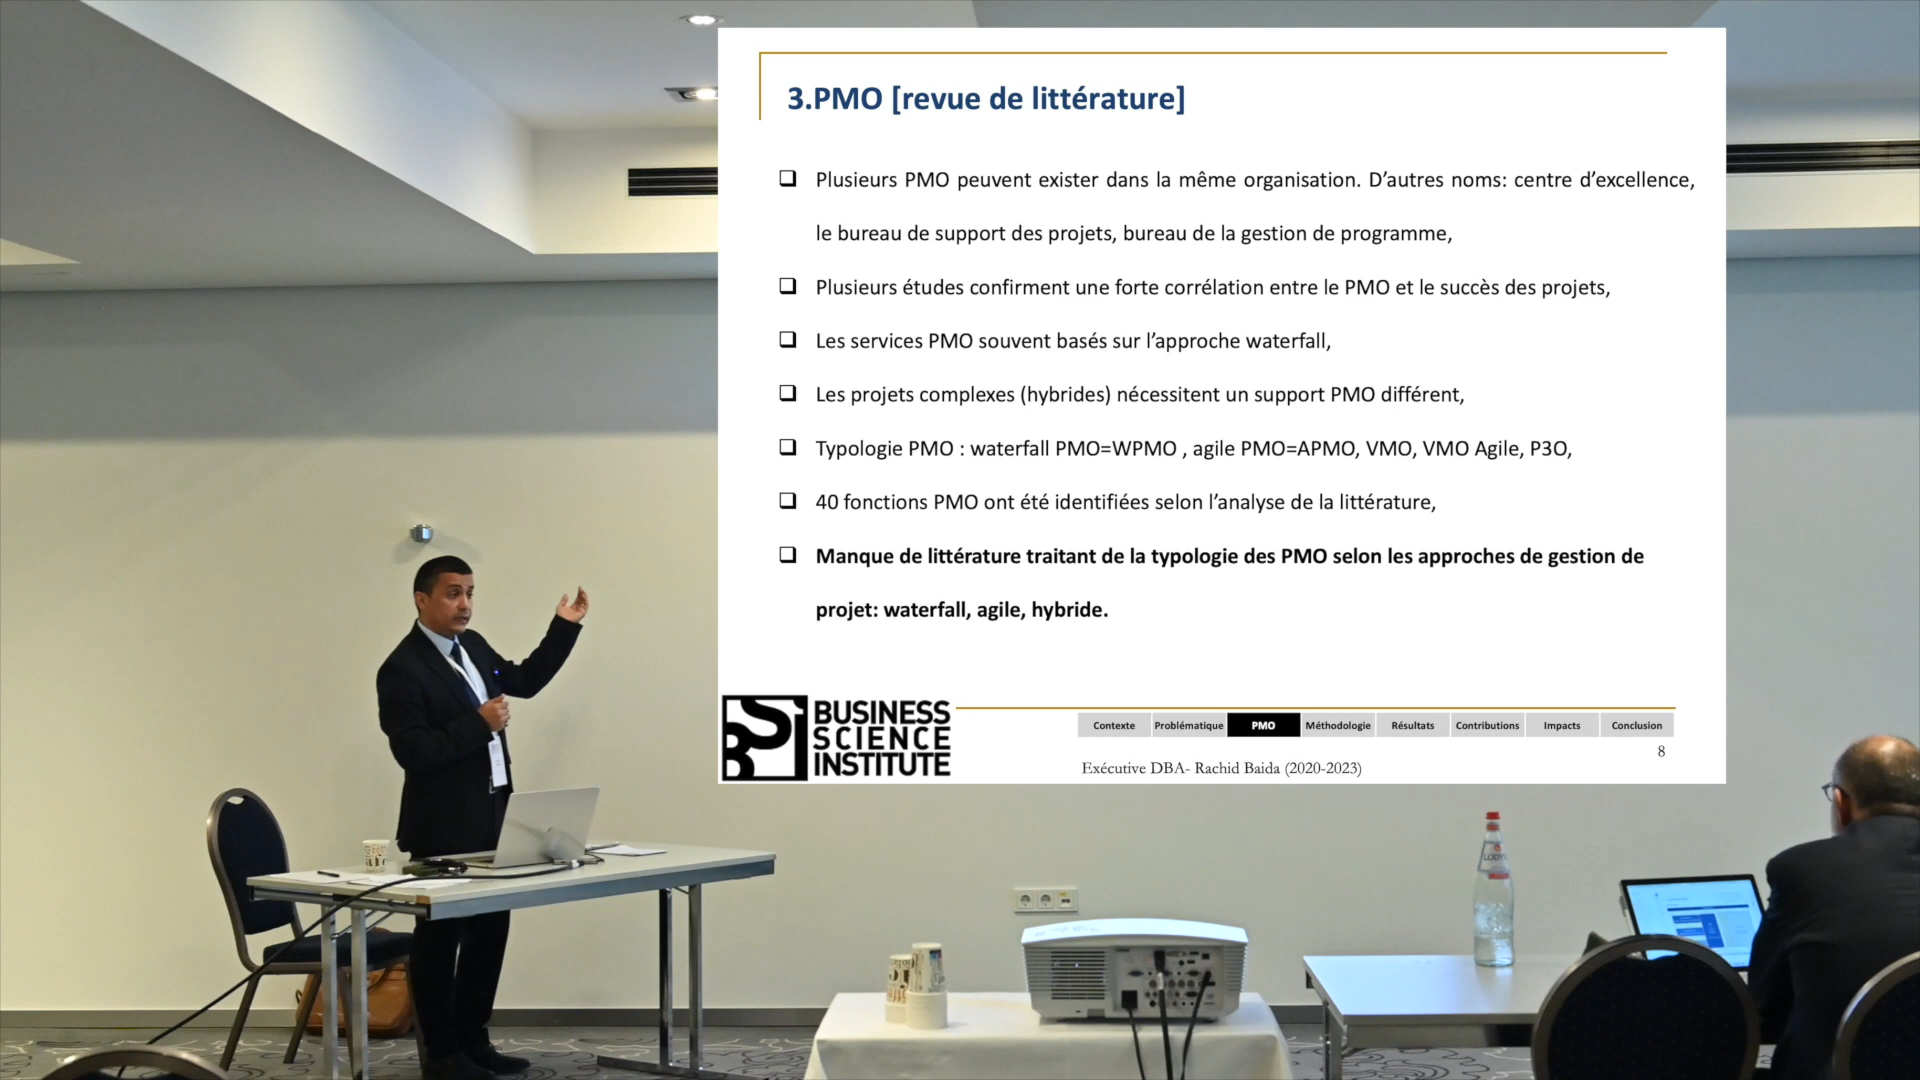 3.PMO [revue de littérature]
Plusieurs PMO peuvent exister dans la même organisation. D’autres noms: centre d’excellence,
le bureau de support des projets, bureau de la gestion de programme,
Plusieurs études confirment une forte corrélation entre le PMO et le succès des projets,
Les services PMO souvent basés sur l’approche waterfall,
Les projets complexes (hybrides) nécessitent un support PMO différent,
Typologie PMO : waterfall PMO=WPMO , agile PMO=APMO, VMO, VMO Agile, P3O,
40 fonctions PMO ont été identifiées selon l’analyse de la littérature,
Manque de littérature traitant de la typologie des PMO selon les approches de gestion de
projet: waterfall, agile, hybride.
BSI
BUSINESS
SCIENCE
INSTITUTE
Contexte Problématique PMO Méthodologie Résultats Contributions Impacts Conclusion
8
Exécutive DBA- Rachid Baida (2020-2023)